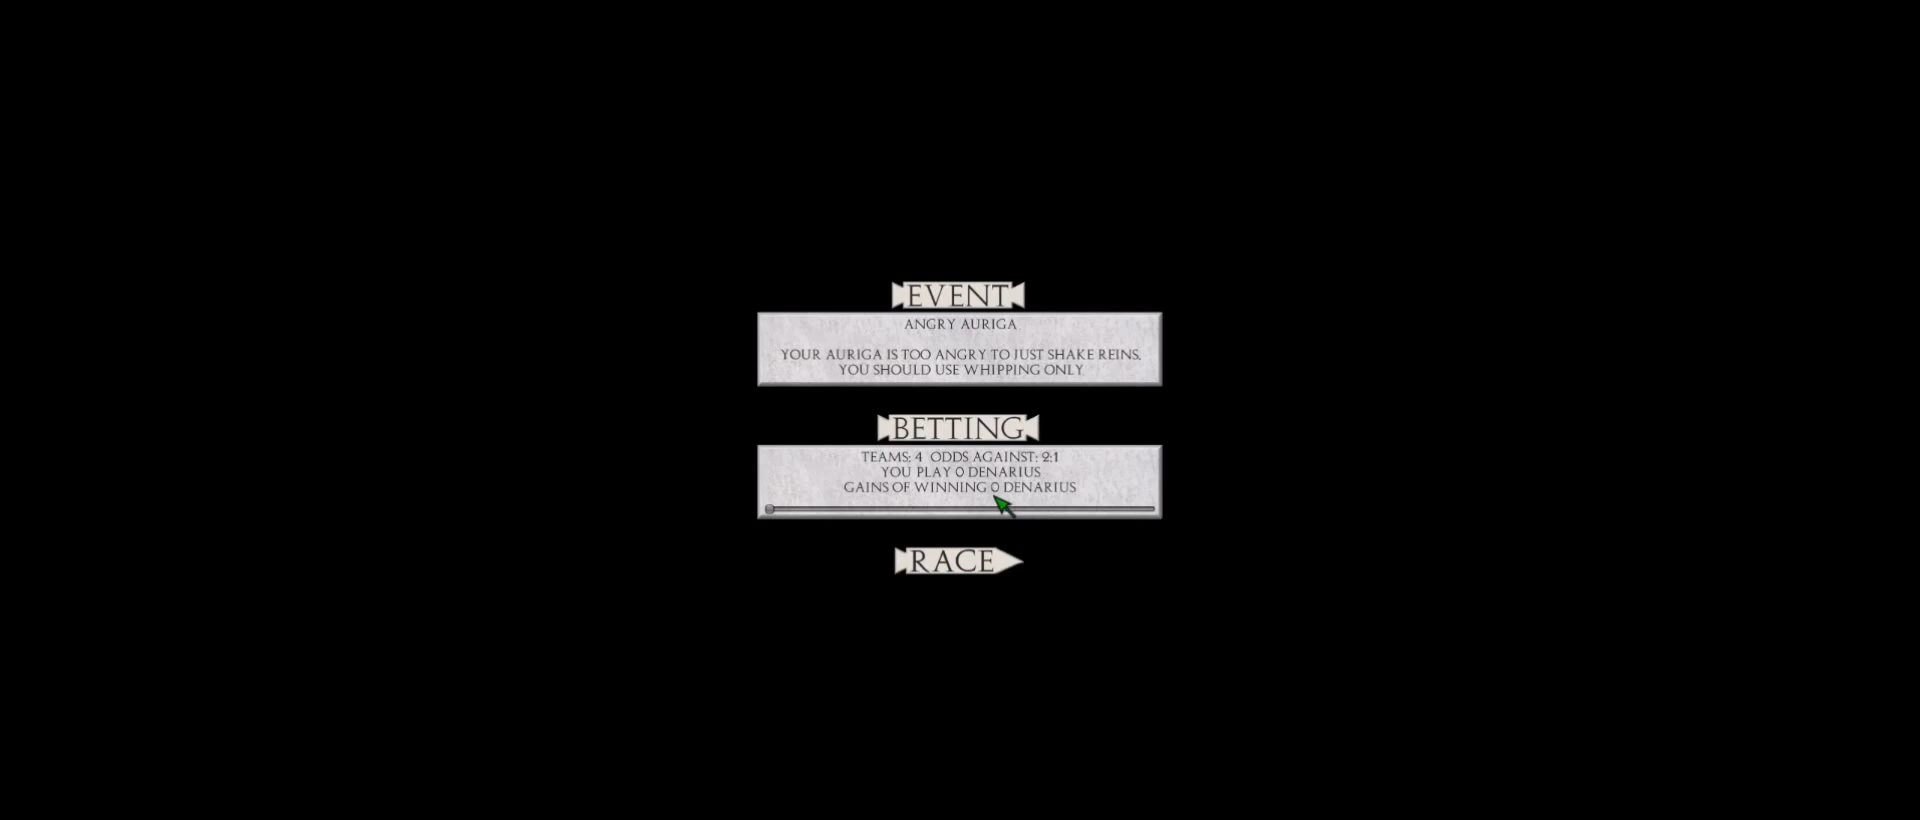 EVENT
ANGRY AURIGA
YOUR AURIGA IS TOO ANGRY TO JUST SHAKE REINS.
YOU SHOULD USE WHIPPING ONLY
BETTING
TEAMS: 4 ODDS AGAINST: 2:1
YOU PLAY 0 DENARIUS
GAINS OF WINNING 0 DENARIUS
RACE